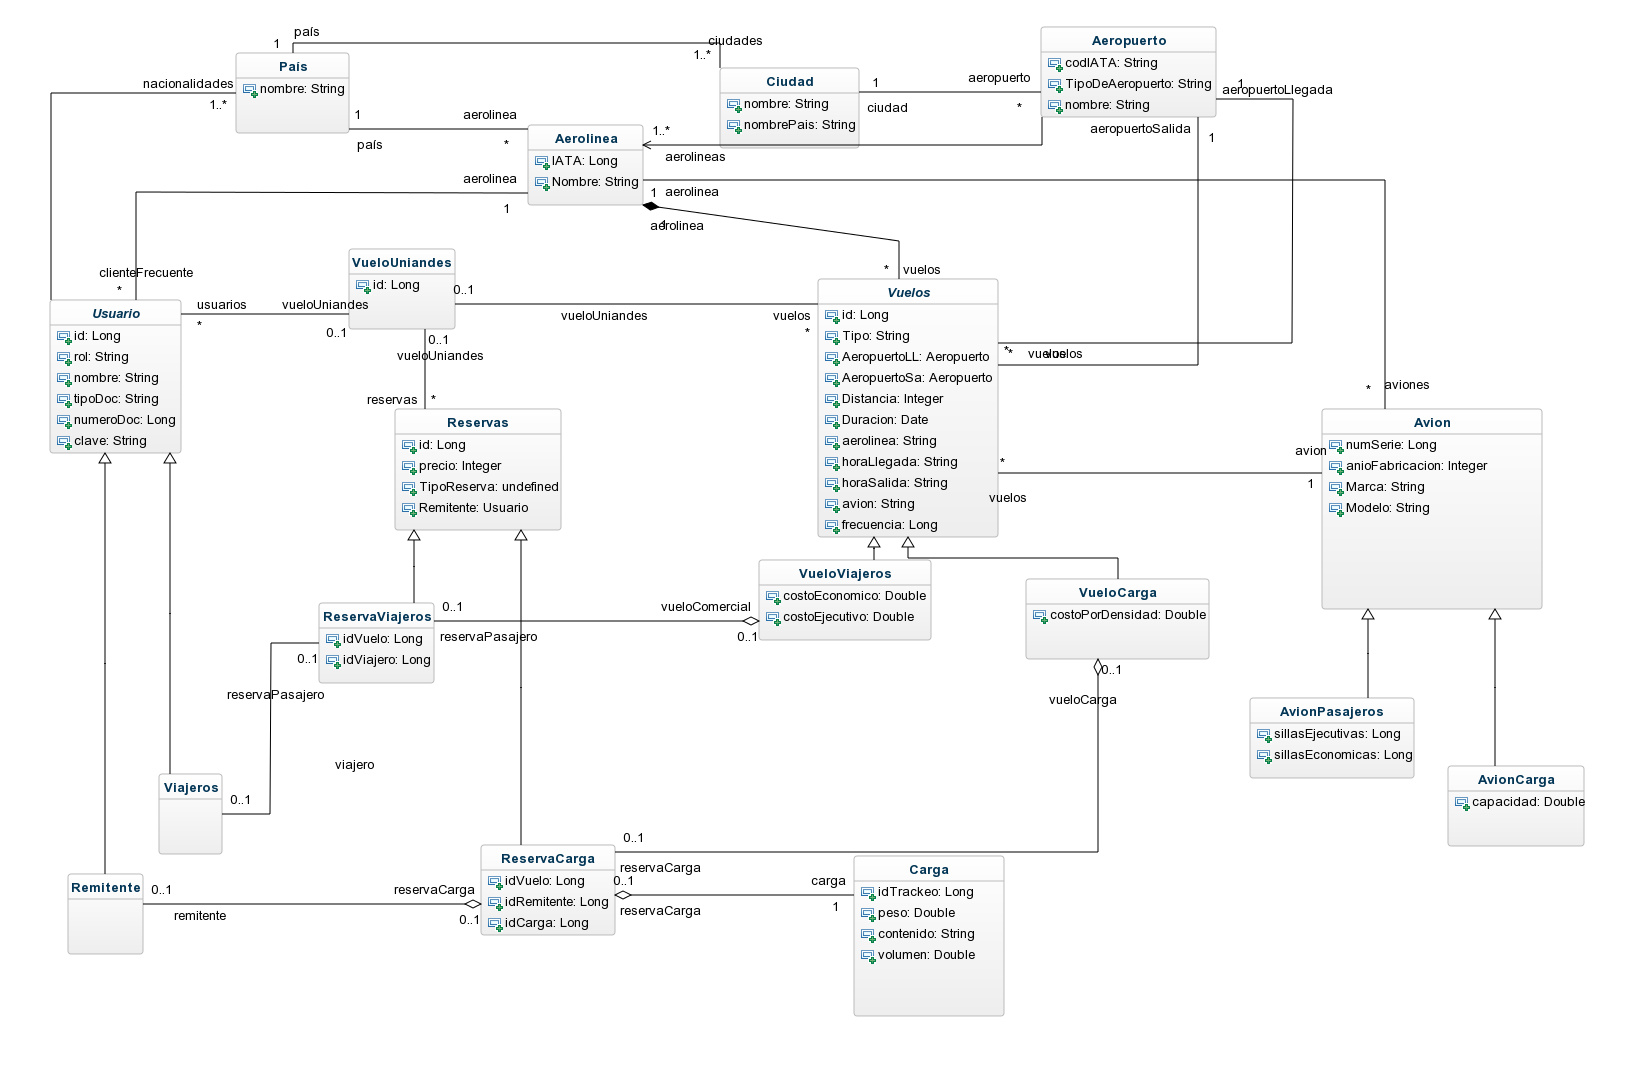 país
1
ciudades
1..*
País
nombre: String
nacionalidades
1..*
1
aerolinea
país
*
Ciudad
nombre: String
nombrePais: String
1
aeropuerto
ciudad
*
Aeropuerto
codIATA: String
TipoDeAeropuerto: String
nombre: String
1
aeropuertoLlegada
aeropuertoSalida
1
Aerolinea
IATA: Long
Nombre: String
1..*
aerolineas
aerolinea
1
1
aerolinea
1
aerolinea
*
vuelos
clienteFrecuente
*
VueloUniandes
id: Long
usuarios
*
vueloUniandes
0..1
0..1
vueloUniandes
vuelos
*
0..1
vueloUniandes
reservas
*
Usuario
id: Long
rol: String
nombre: String
tipoDoc: String
numeroDoc: Long
clave: String
Vuelos
id: Long
Tipo: String
AeropuertoLL: Aeropuerto
AeropuertoSa: Aeropuerto
Distancia: Integer
Duracion: Date
aerolinea: String
horaLlegada: String
horaSalida: String
avion: String
frecuencia: Long
*
*
vuelos
vuelos
*
aviones
Reservas
id: Long
precio: Integer
TipoReserva: undefined
Remitente: Usuario
*
vuelos
avion
1
Avion
numSerie: Long
anioFabricacion: Integer
Marca: String
Modelo: String
VueloViajeros
costoEconomico: Double
costoEjecutivo: Double
VueloCarga
costoPorDensidad: Double
ReservaViajeros
idVuelo: Long
idViajero: Long
0..1
reservaPasajero
vueloComercial
0..1
0..1
reservaPasajero
0..1
vueloCarga
viajero
0..1
Viajeros
AvionPasajeros
sillasEjecutivas: Long
sillasEconomicas: Long
AvionCarga
capacidad: Double
0..1
reservaCarga
ReservaCarga
idVuelo: Long
idRemitente: Long
idCarga: Long
0..1
reservaCarga
carga
1
Carga
idTrackeo: Long
peso: Double
contenido: String
volumen: Double
Remitente
0..1
remitente
reservaCarga
0..1